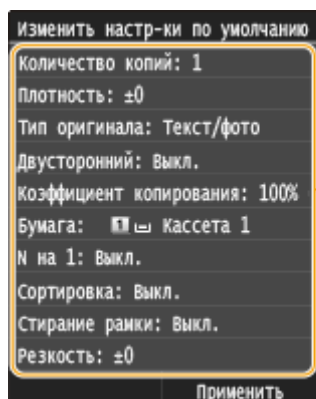 Изменить настр-ки по умолчанию
Количество копий: 1
Плотность: ±0
Тип оригинала: Текст/фото
Двусторонний: Выкл.
Коэффициент копирования: 100%
Бумага: 1 Кассета 1
N на 1: Выкл.
Сортировка: Выкл.
Стирание рамки: Выкл.
Резкость: ±0
Применить